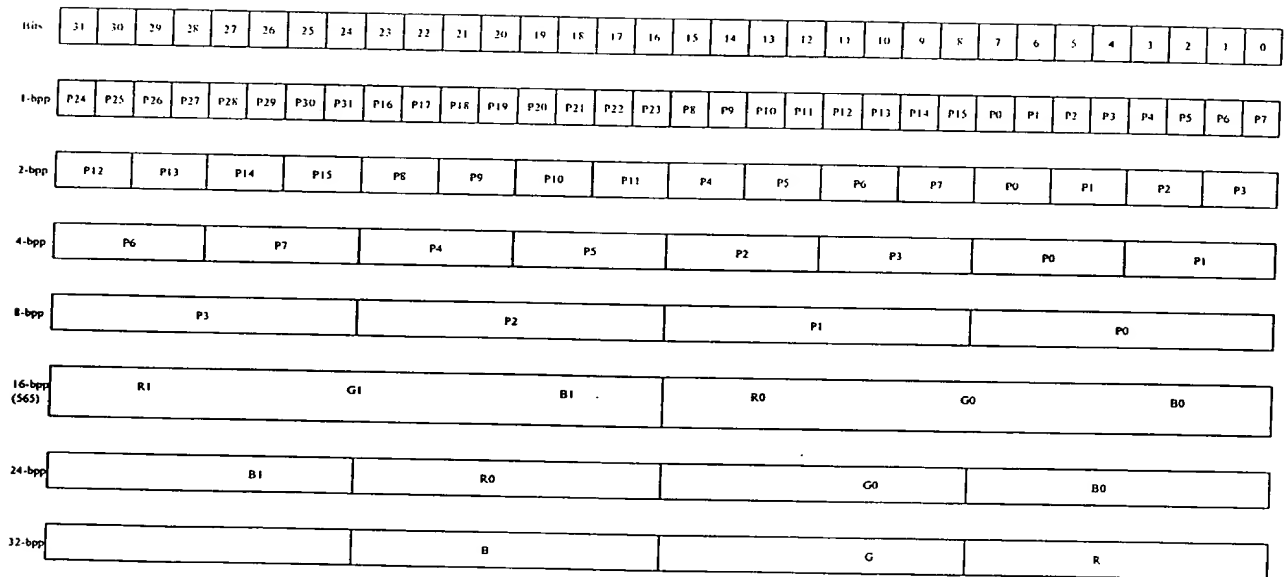 Bits 31 30 29 28 27 26 25 24 23 22 21 20 19 18 17 16 15 14 13 12 11 10 9 8 7 6 5 4 3 2 1 0
1-bpp P24 P25 P26 P27 P28 P29 P30 P31 P16 P17 P18 P19 P20 P21 P22 P23 P8 P9 P10 P11 P12 P13 P14 P15 P0 P1 P2 P3 P4 P5 P6 P7
2-bpp P12 P13 P14 P15 P8 P9 P10 P11 P4 P5 P6 P7 P0 P1 P2 P3
4-bpp P6 P7 P4 P5 P2 P3 P0 P1
8-bpp P3 P2 P1 P0
16-bpp R1 G1 B1 R0 G0 B0
(565)
24-bpp B1 R0 G0 B0
32-bpp B G R